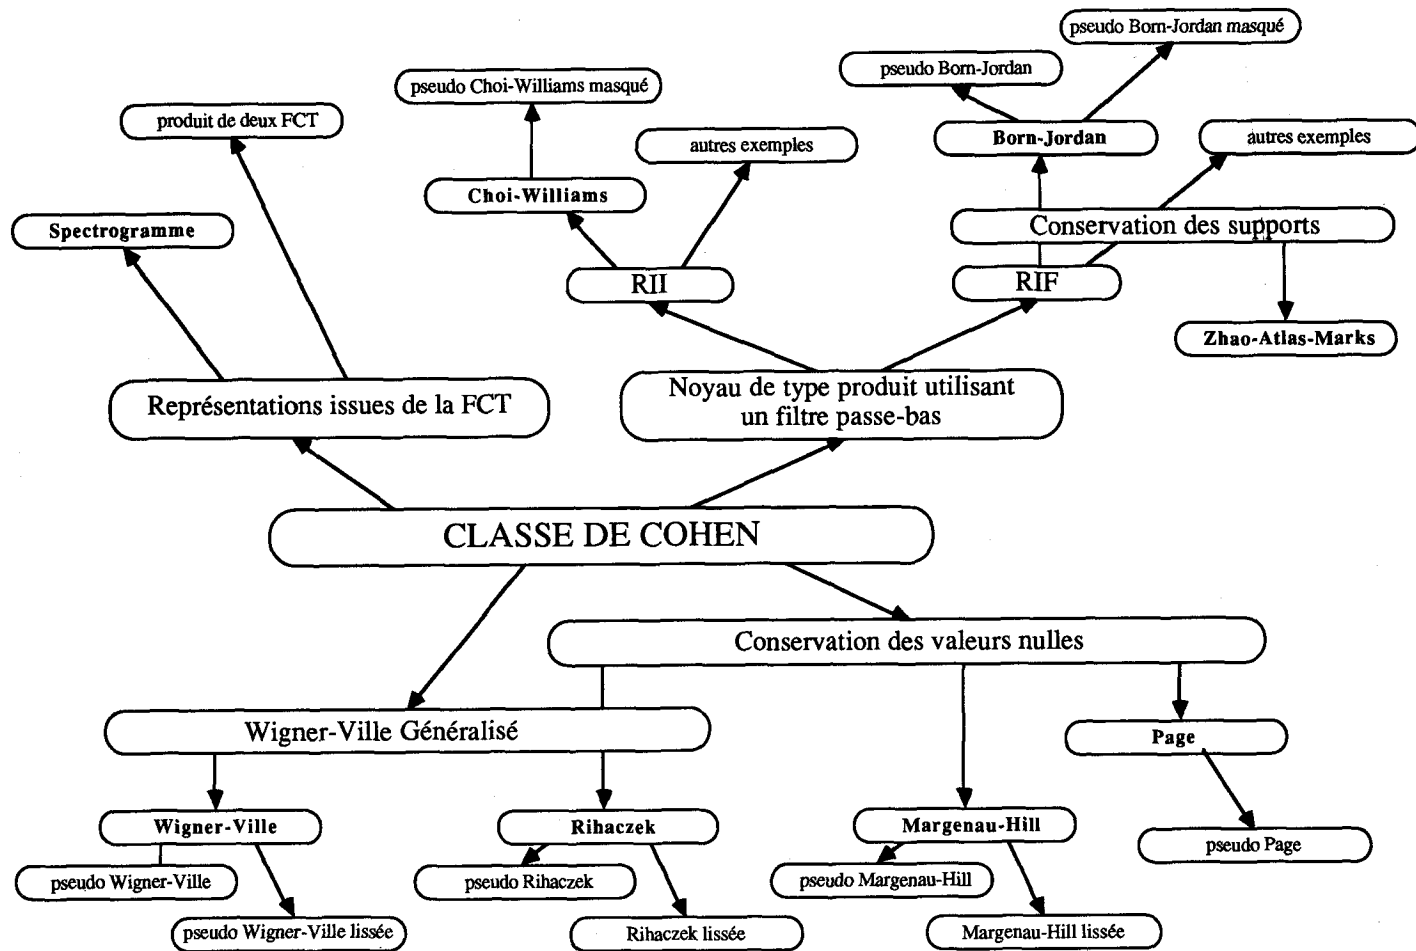 pseudo Born-Jordan masqué
pseudo Born-Jordan
pseudo Choi-Williams masqué
produit de deux FCT
autres exemples
Born-Jordan
autres exemples
Choi-Williams
Spectrogramme
Conservation des supports
RII
RIF
Zhao-Atlas-Marks
Représentations issues de la FCT
Noyau de type produit utilisant
un filtre passe-bas
CLASSE DE COHEN
Conservation des valeurs nulles
Wigner-Ville Généralisé
Page
Wigner-Ville
Rihaczek
Margenau-Hill
pseudo Page
pseudo Wigner-Ville
pseudo Rihaczek
pseudo Margenau-Hill
pseudo Wigner-Ville lissée
Rihaczek lissée
Margenau-Hill lissée